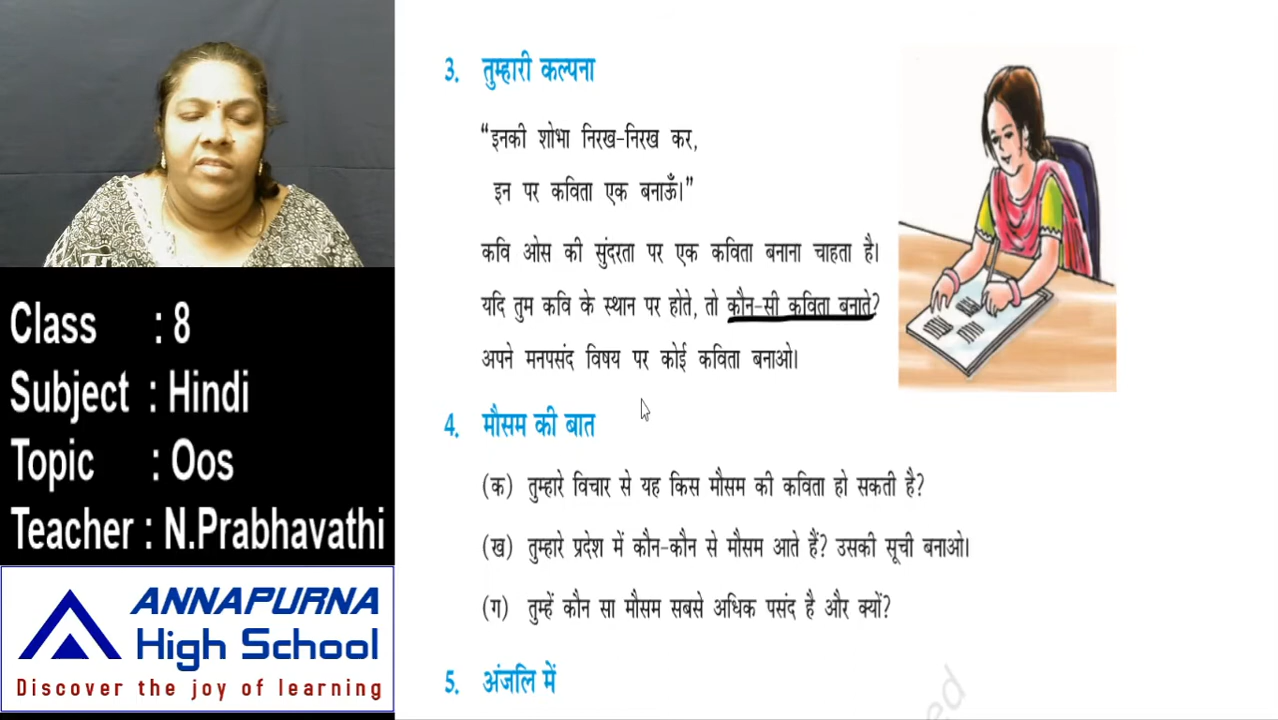 3. तुम्हारी कल्पना
“इनकी शोभा निरख-निरख कर,
इन पर कविता एक बनाऊँ।”
कवि ओस की सुंदरता पर एक कविता बनाना चाहता है।
यदि तुम कवि के स्थान पर होते, तो कौन-सी कविता बनाते?
अपने मनपसंद विषय पर कोई कविता बनाओ।
4. मौसम की बात
(क) तुम्हारे विचार से यह किस मौसम की कविता हो सकती है?
(ख) तुम्हारे प्रदेश में कौन-कौन से मौसम आते हैं? उसकी सूची बनाओ।
(ग) तुम्हें कौन सा मौसम सबसे अधिक पसंद है और क्यों?
5. अंजलि में
Class : 8
Subject : Hindi
Topic : Oos
Teacher : N.Prabhavathi
ANNAPURNA
High School
Discover the joy of learning